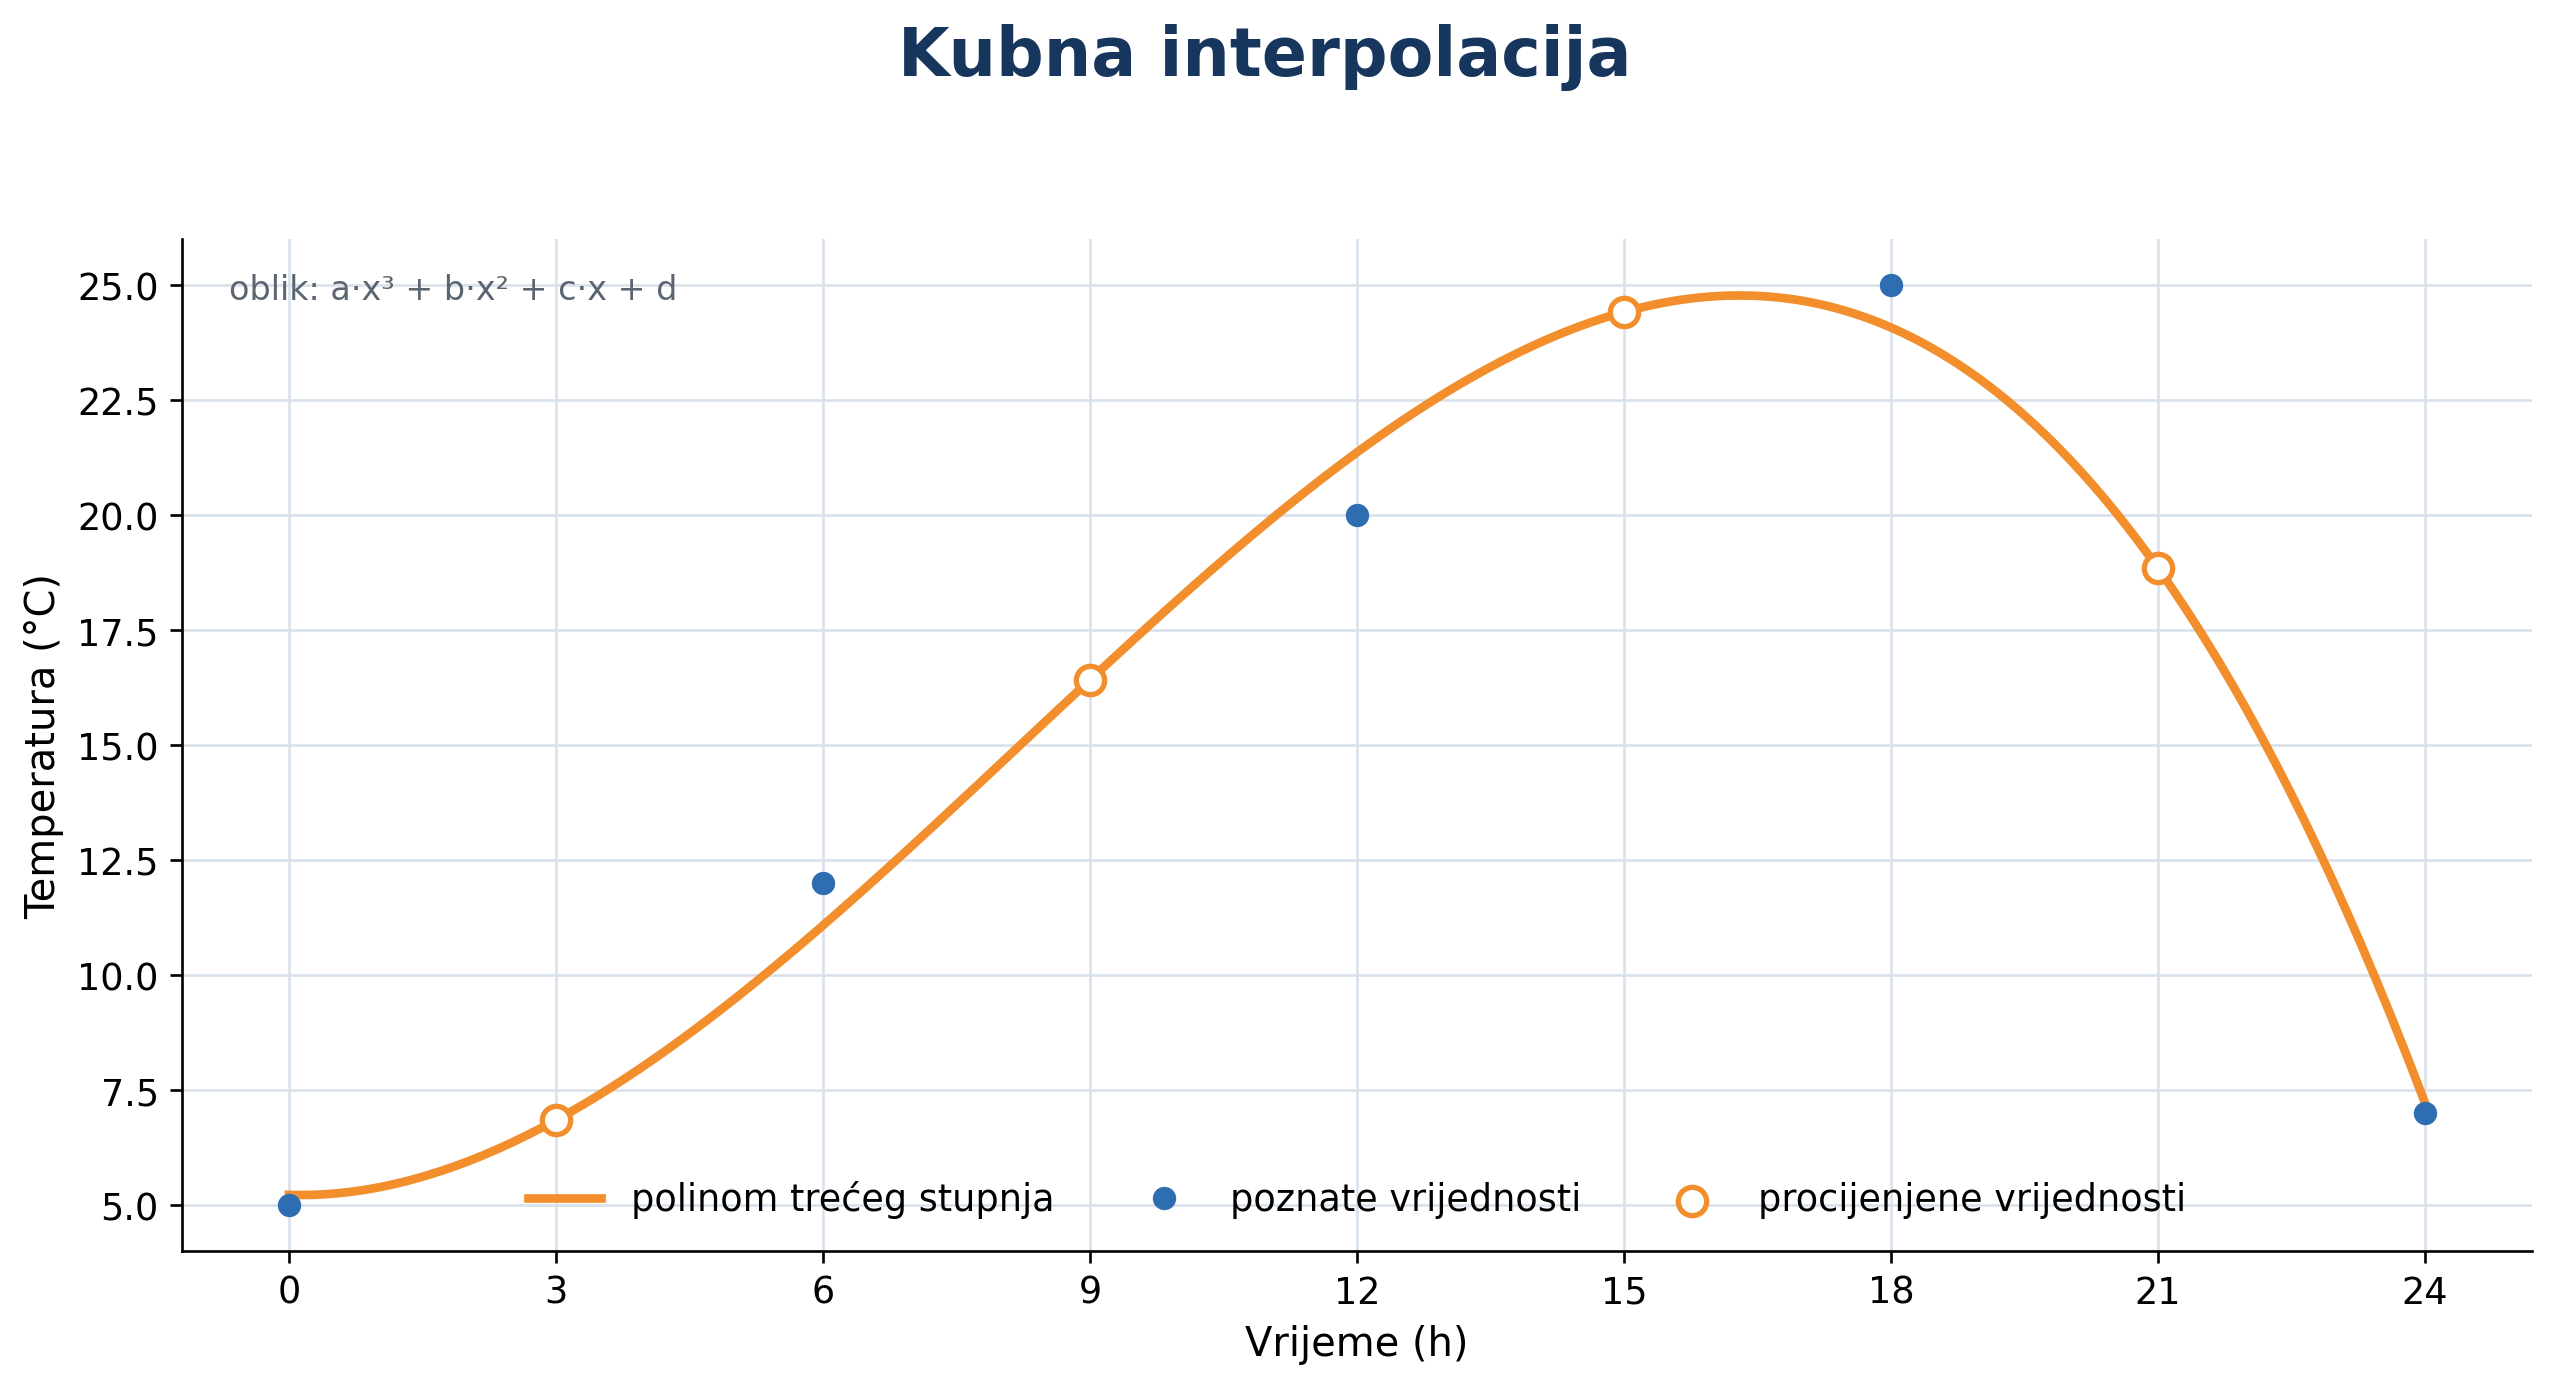 Kubna interpolacija
oblik: a·x³ + b·x² + c·x + d
Temperatura (°C)
25.0
22.5
20.0
17.5
15.0
12.5
10.0
7.5
5.0
polinom trećeg stupnja poznate vrijednosti procijenjene vrijednosti
0 3 6 9 12 15 18 21 24
Vrijeme (h)